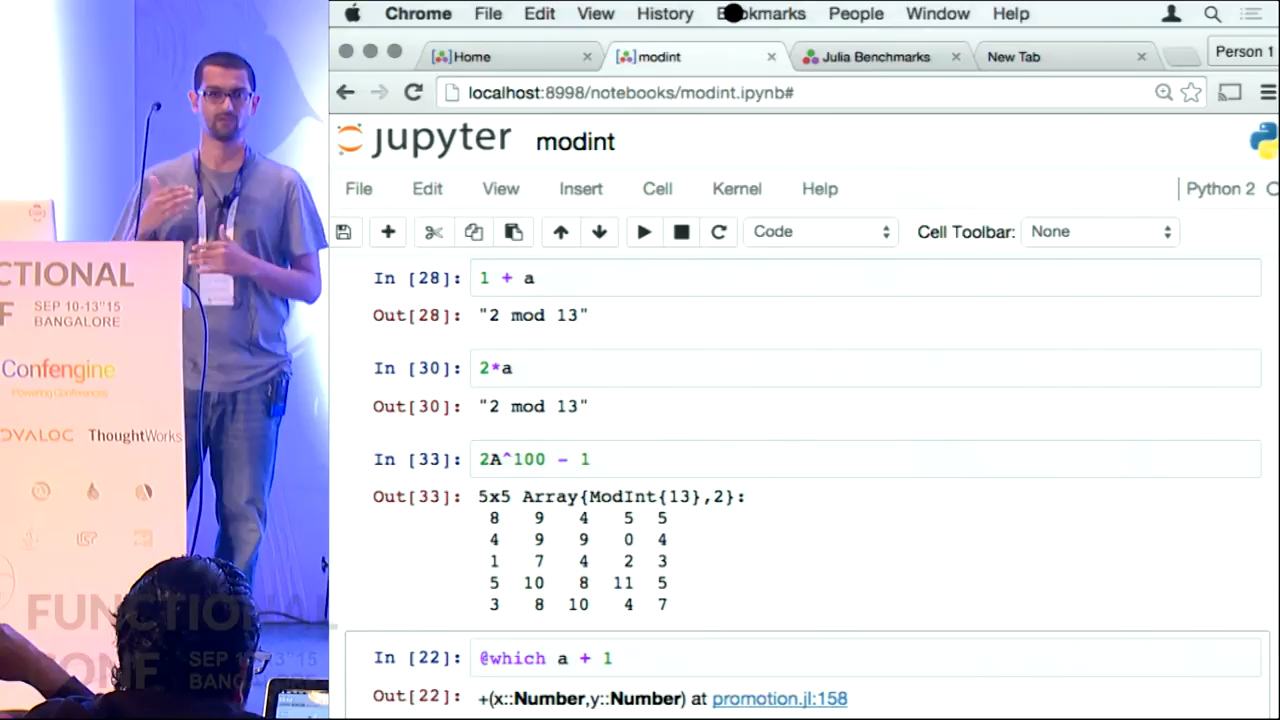 Chrome File Edit View History People Window Help
Home modint Julia Benchmarks New Tab Person 1
localhost:8998/notebooks/modint.ipynb#
jupyter modint
File Edit View Insert Cell Kernel Help Python 2
Code Cell Toolbar: None
In [28]: 1 + a
Out[28]: "2 mod 13"
In [30]: 2*a
Out[30]: "2 mod 13"
In [33]: 2A^100 - 1
Out[33]: 5x5 Array{ModInt{13},2}:
8 9 4 5 5
4 9 9 0 4
1 7 4 2 3
5 10 8 11 5
3 8 10 4 7
In [22]: @which a + 1
Out[22]: +(x::Number,y::Number) at promotion.jl:158
CTIONAL
F SEP 10-13"15
BANGALORE
Confengine
Powering Conferences
OVALOC ThoughtWorks
FUNCTIONAL
CONF